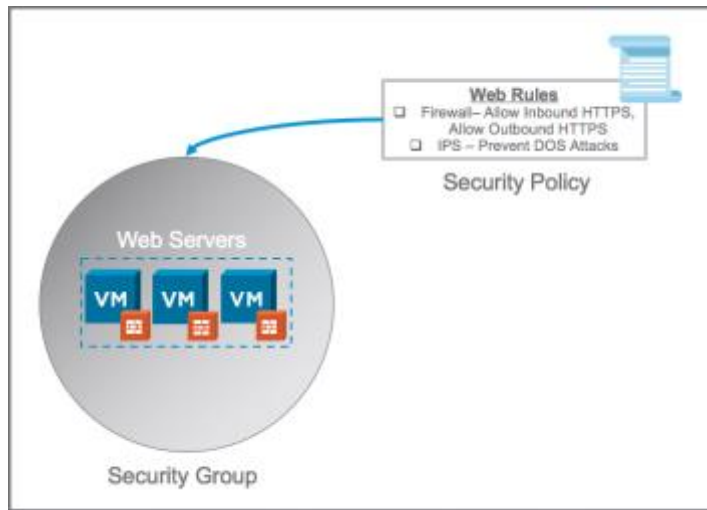 Web Rules
❑ Firewall– Allow Inbound HTTPS,
Allow Outbound HTTPS
❑ IPS – Prevent DOS Attacks
Security Policy
Web Servers
VM VM VM
Security Group